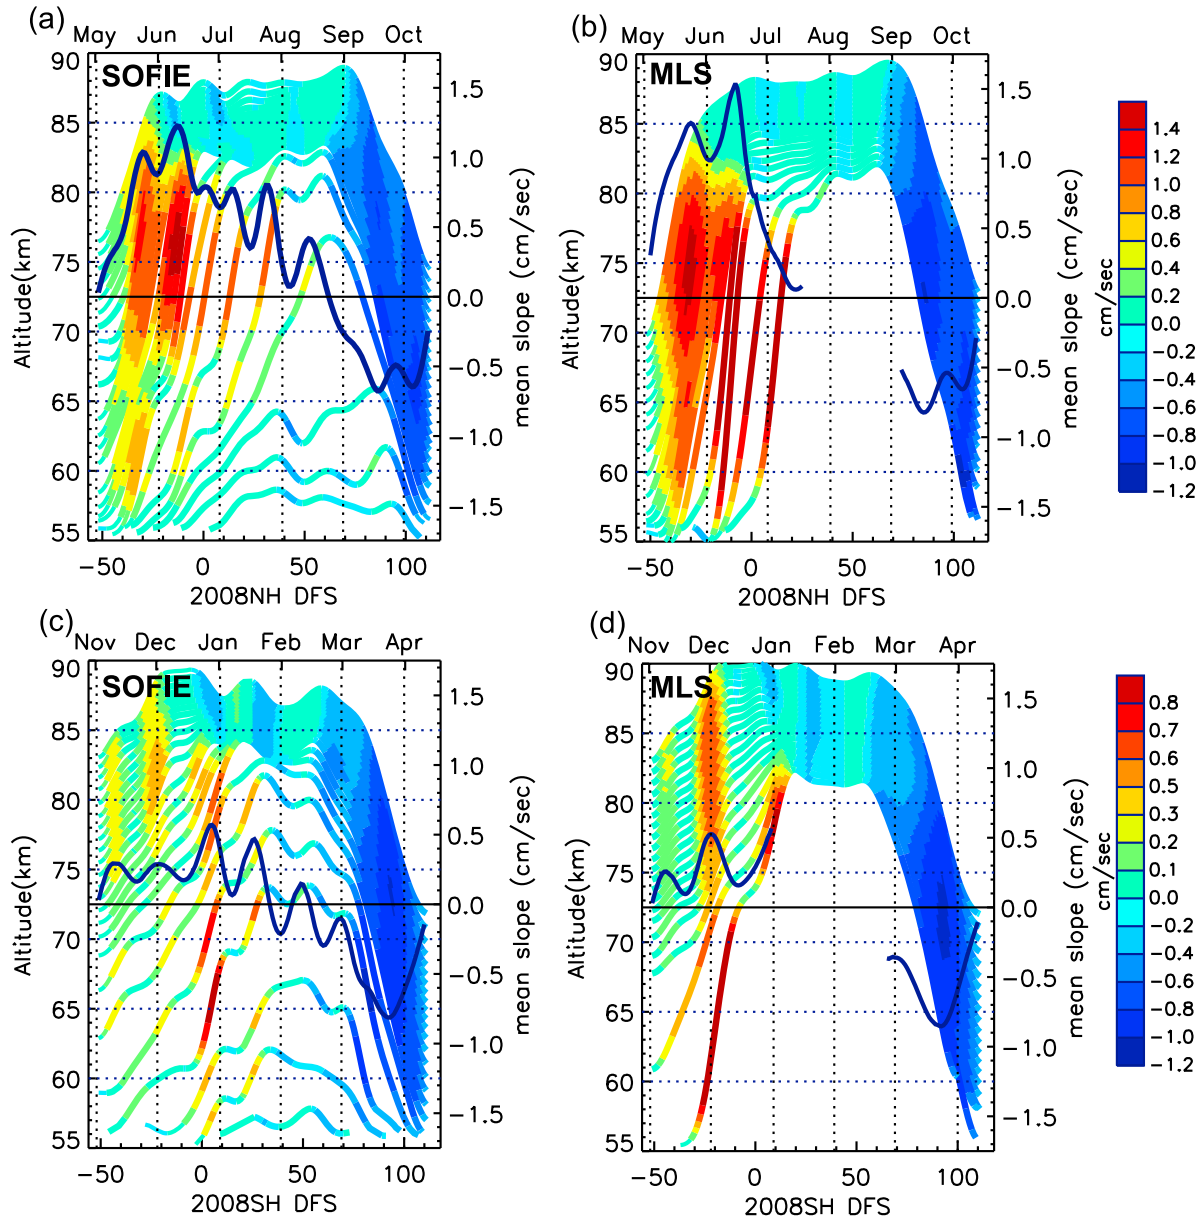 (a)
May Jun Jul Aug Sep Oct
SOFIE
90
85
80
75
70
65
60
55
Altitude(km)
1.5
1.0
0.5
0.0
−0.5
−1.0
−1.5
mean slope (cm/sec)
−50 0 50 100
2008NH DFS
(b)
May Jun Jul Aug Sep Oct
MLS
90
85
80
75
70
65
60
55
Altitude(km)
1.5
1.0
0.5
0.0
−0.5
−1.0
−1.5
mean slope (cm/sec)
−50 0 50 100
2008NH DFS
cm/sec
1.4
1.2
1.0
0.8
0.6
0.4
0.2
0.0
−0.2
−0.4
−0.6
−0.8
−1.0
−1.2
(c)
Nov Dec Jan Feb Mar Apr
SOFIE
90
85
80
75
70
65
60
55
Altitude(km)
1.5
1.0
0.5
0.0
−0.5
−1.0
−1.5
mean slope (cm/sec)
−50 0 50 100
2008SH DFS
(d)
Nov Dec Jan Feb Mar Apr
MLS
90
85
80
75
70
65
60
55
Altitude(km)
1.5
1.0
0.5
0.0
−0.5
−1.0
−1.5
mean slope (cm/sec)
−50 0 50 100
2008SH DFS
cm/sec
0.8
0.7
0.6
0.5
0.4
0.3
0.2
0.1
0.0
−0.2
−0.4
−0.6
−0.8
−1.0
−1.2